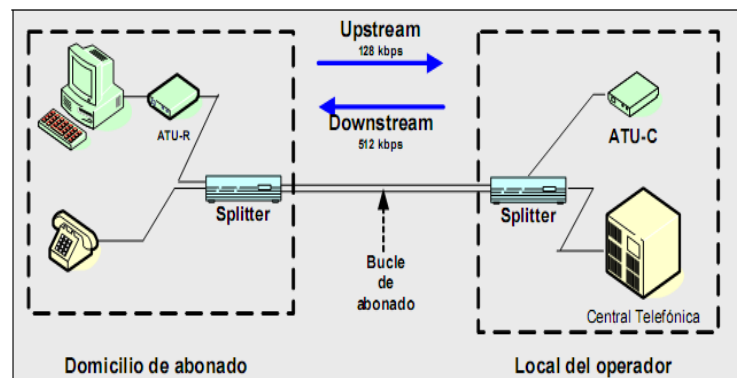 Upstream
128 kbps
Downstream
512 kbps
ATU-R
ATU-C
Splitter
Splitter
Bucle
de
abonado
Central Telefónica
Domicilio de abonado
Local del operador